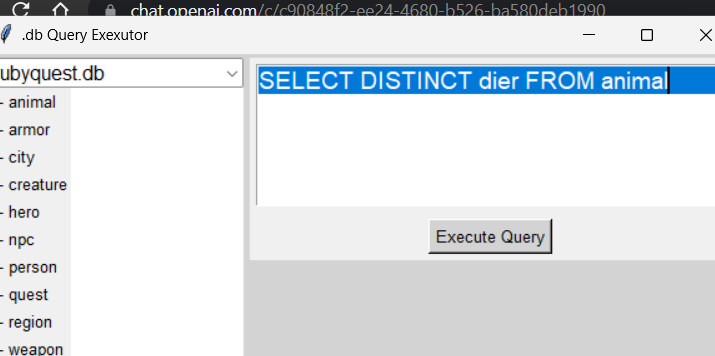 chat.openai.com/c/c90848f2-ee24-4680-b526-ba580deb1990
.db Query Exexutor
ubyquest.db
- animal
- armor
- city
- creature
- hero
- npc
- person
- quest
- region
- weapon
SELECT DISTINCT dier FROM animal
Execute Query